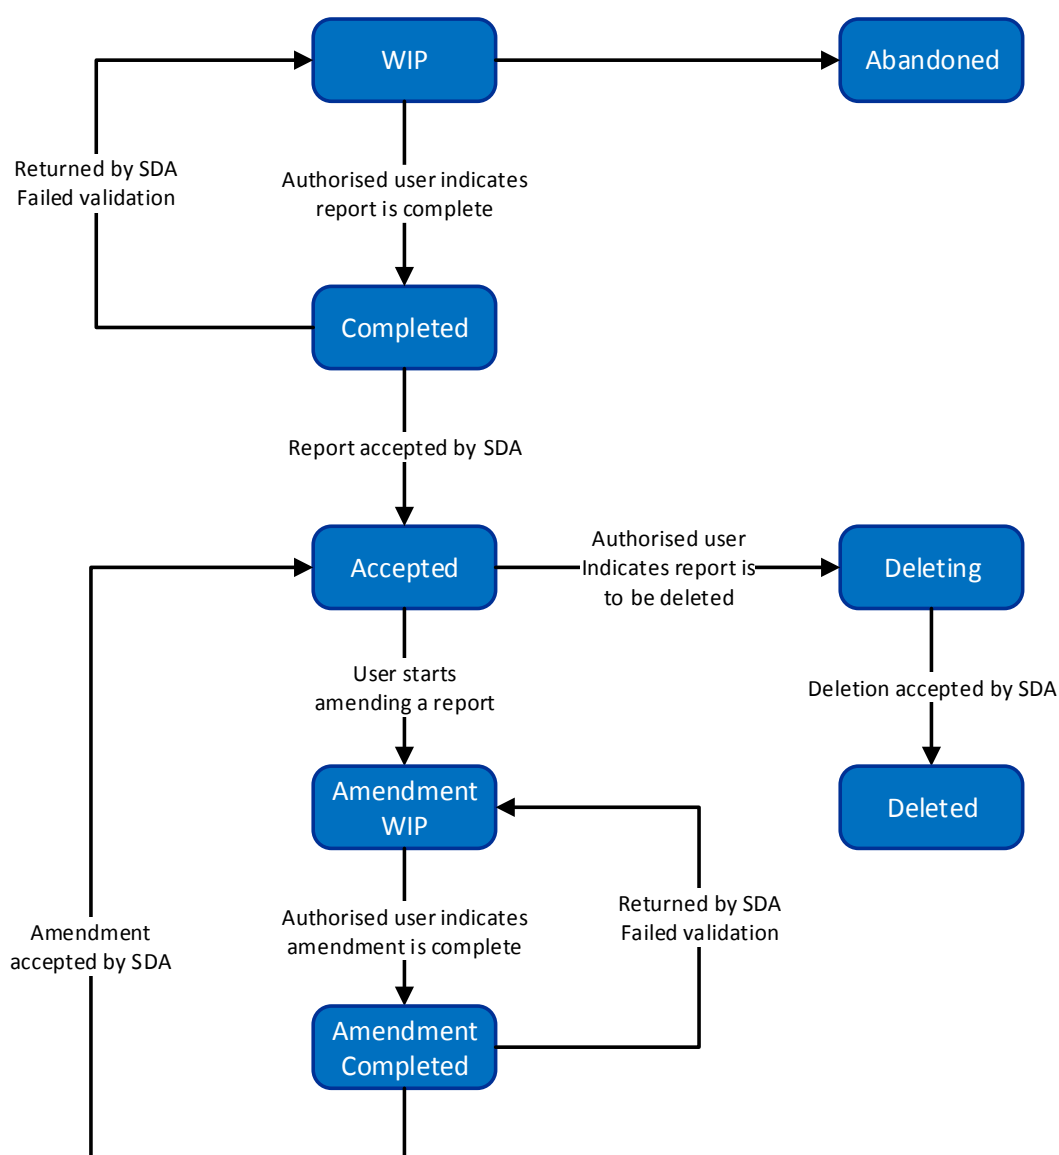 WIP
Abandoned
Returned by SDA
Failed validation
Authorised user indicates
report is complete
Completed
Report accepted by SDA
Accepted
Authorised user
Indicates report is
to be deleted
Deleting
User starts
amending a report
Deletion accepted by SDA
Amendment
WIP
Deleted
Authorised user indicates
amendment is complete
Returned by SDA
Failed validation
Amendment
accepted by SDA
Amendment
Completed